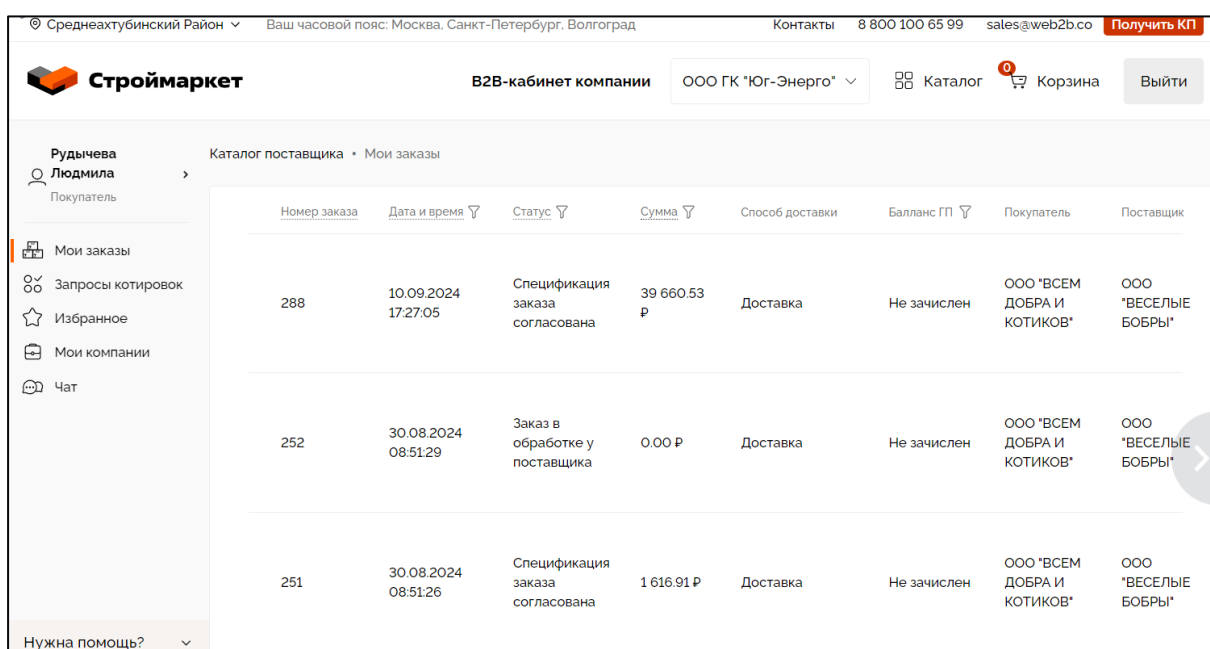 Среднеахтубинский Район Ваш часовой пояс: Москва, Санкт-Петербург, Волгоград Контакты 8 800 100 65 99 sales@web2b.co Получить КП
Строймаркет B2B-кабинет компании ООО ГК "Юг-Энерго" Каталог 0 Корзина Выйти
Рудычева
Людмила
Покупатель
Мои заказы
Запросы котировок
Избранное
Мои компании
Чат
Нужна помощь?
Каталог поставщика • Мои заказы
Номер заказа Дата и время Статус Сумма Способ доставки Балланс ГП Покупатель Поставщик
288 10.09.2024 17:27:05 Спецификация заказа согласована 39 660.53 ₽ Доставка Не зачислен ООО "ВСЕМ ДОБРА И КОТИКОВ" ООО "ВЕСЕЛЫЕ БОБРЫ"
252 30.08.2024 08:51:29 Заказ в обработке у поставщика 0.00 ₽ Доставка Не зачислен ООО "ВСЕМ ДОБРА И КОТИКОВ" ООО "ВЕСЕЛЫЕ БОБРЫ"
251 30.08.2024 08:51:26 Спецификация заказа согласована 1 616.91 ₽ Доставка Не зачислен ООО "ВСЕМ ДОБРА И КОТИКОВ" ООО "ВЕСЕЛЫЕ БОБРЫ"